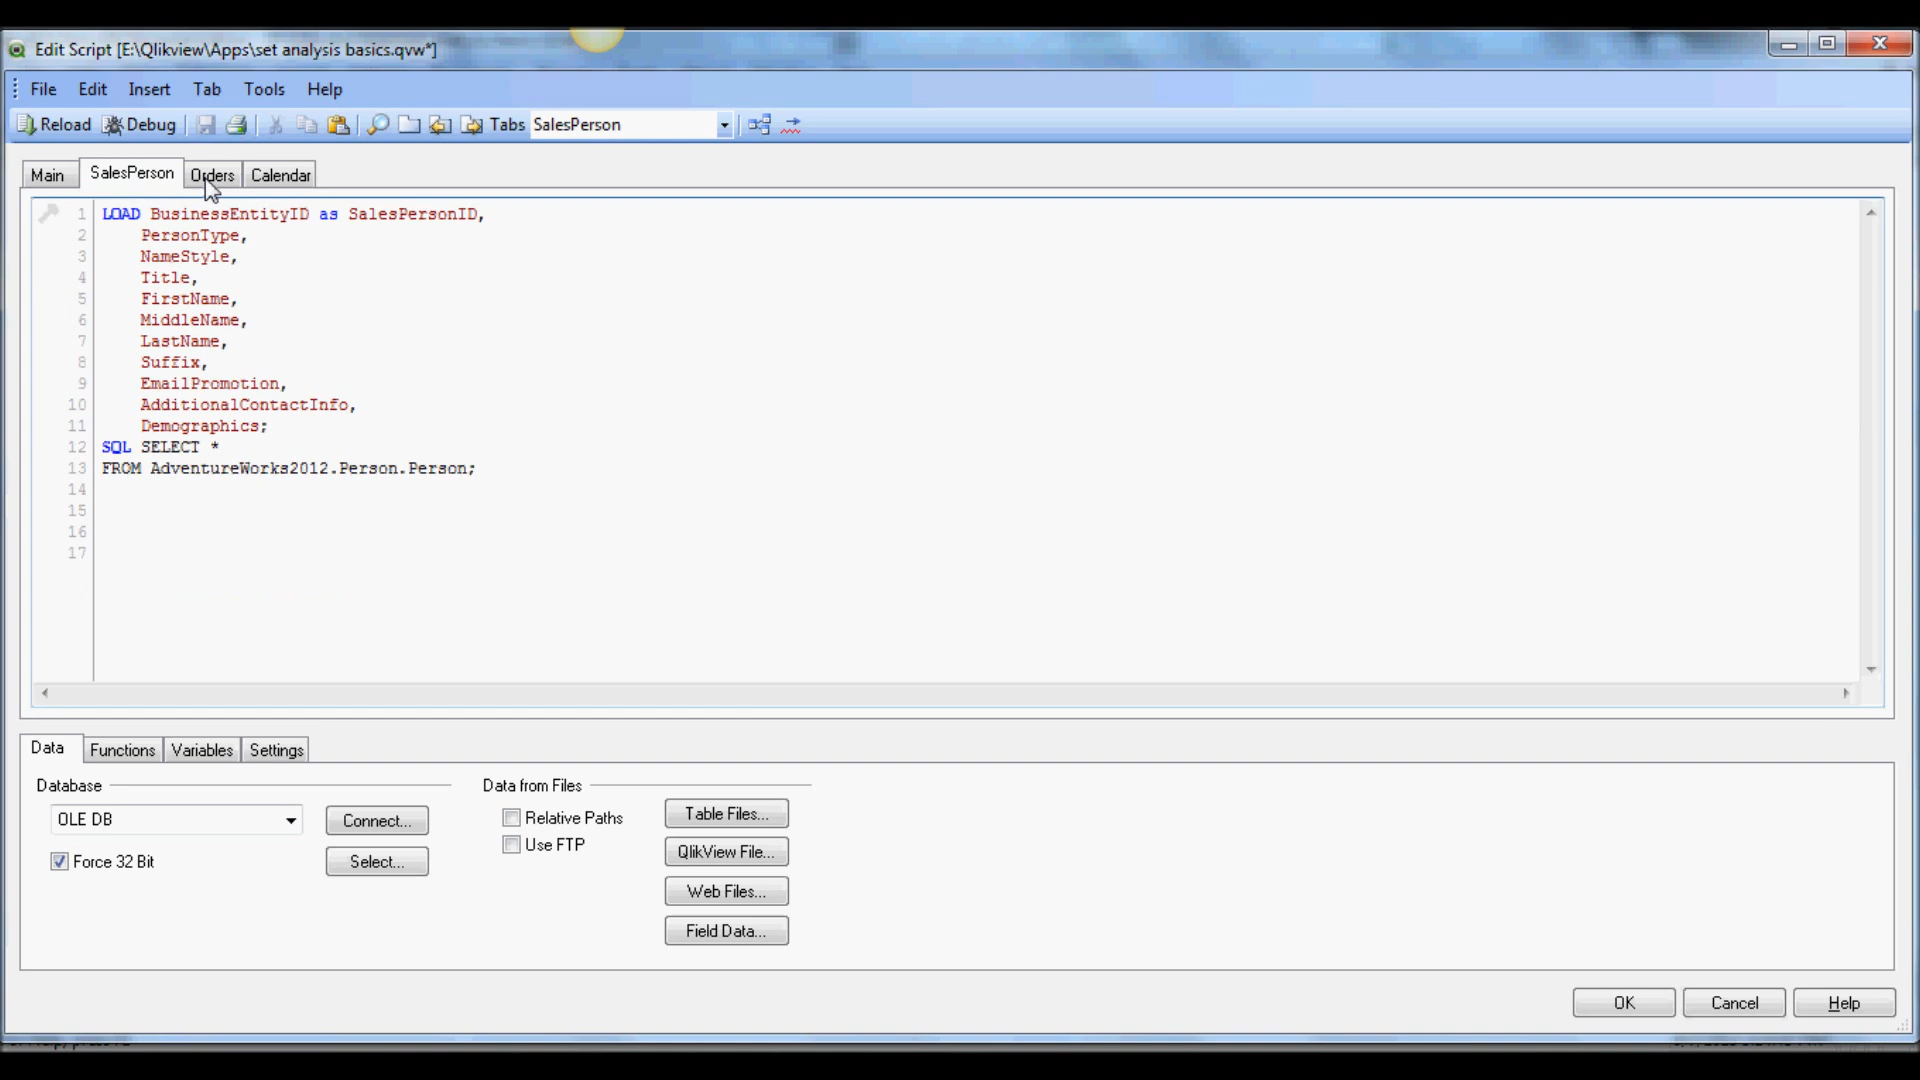 Edit Script [E:\Qlikview\Apps\set analysis basics.qvw*]
File Edit Insert Tab Tools Help
Reload Debug Tabs SalesPerson
Main SalesPerson Orders Calendar
1 LOAD BusinessEntityID as SalesPersonID,
2 PersonType,
3 NameStyle,
4 Title,
5 FirstName,
6 MiddleName,
7 LastName,
8 Suffix,
9 EmailPromotion,
10 AdditionalContactInfo,
11 Demographics;
12 SQL SELECT *
13 FROM AdventureWorks2012.Person.Person;
14
15
16
17
Data Functions Variables Settings
Database
OLE DB
Connect...
Force 32 Bit
Select...
Data from Files
Relative Paths
Use FTP
Table Files...
QlikView File...
Web Files...
Field Data...
OK Cancel Help